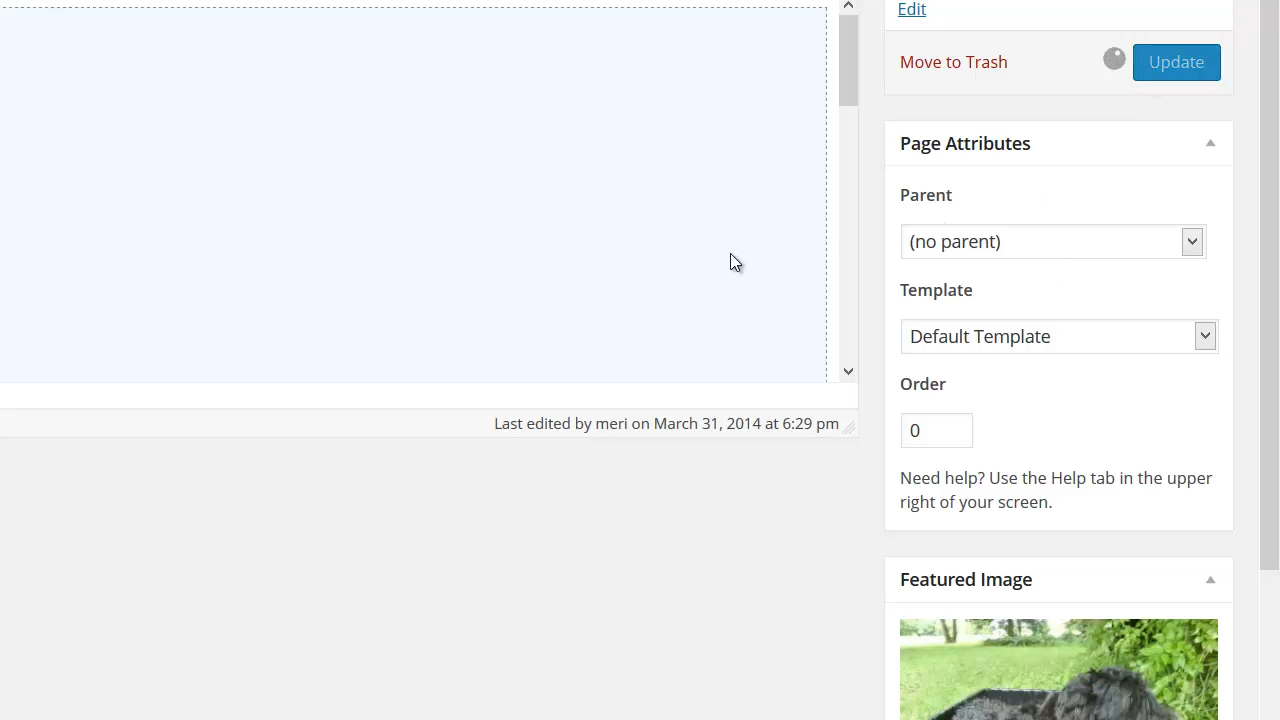 Edit
Move to Trash
Update
Page Attributes
Parent
(no parent)
Template
Default Template
Order
0
Need help? Use the Help tab in the upper
right of your screen.
Last edited by meri on March 31, 2014 at 6:29 pm
Featured Image